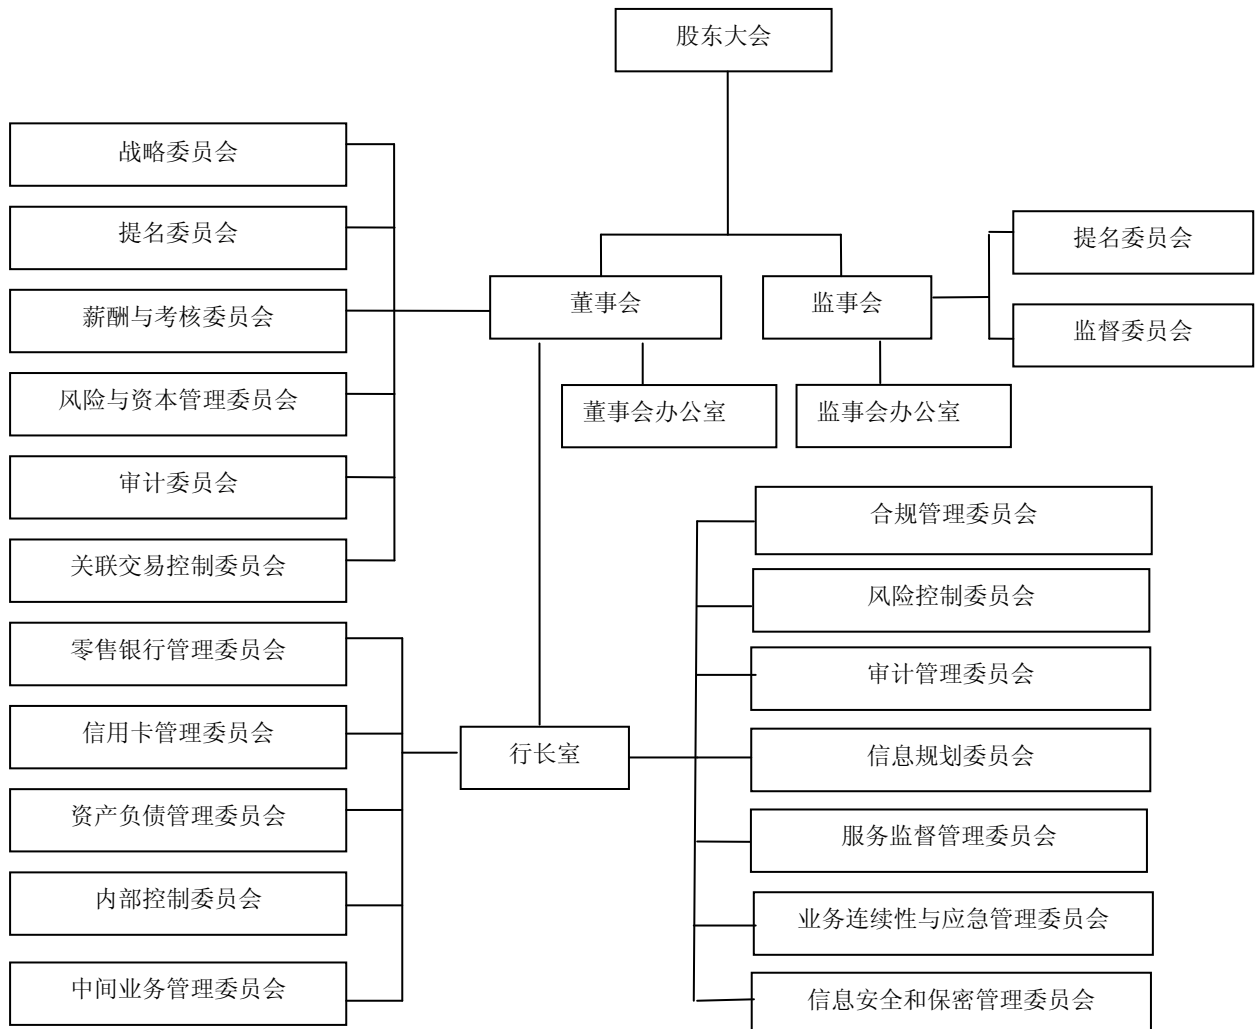 股东大会
战略委员会
提名委员会
薪酬与考核委员会
风险与资本管理委员会
审计委员会
关联交易控制委员会
董事会
监事会
提名委员会
监督委员会
董事会办公室
监事会办公室
零售银行管理委员会
信用卡管理委员会
资产负债管理委员会
内部控制委员会
中间业务管理委员会
行长室
合规管理委员会
风险控制委员会
审计管理委员会
信息规划委员会
服务监督管理委员会
业务连续性与应急管理委员会
信息安全和保密管理委员会